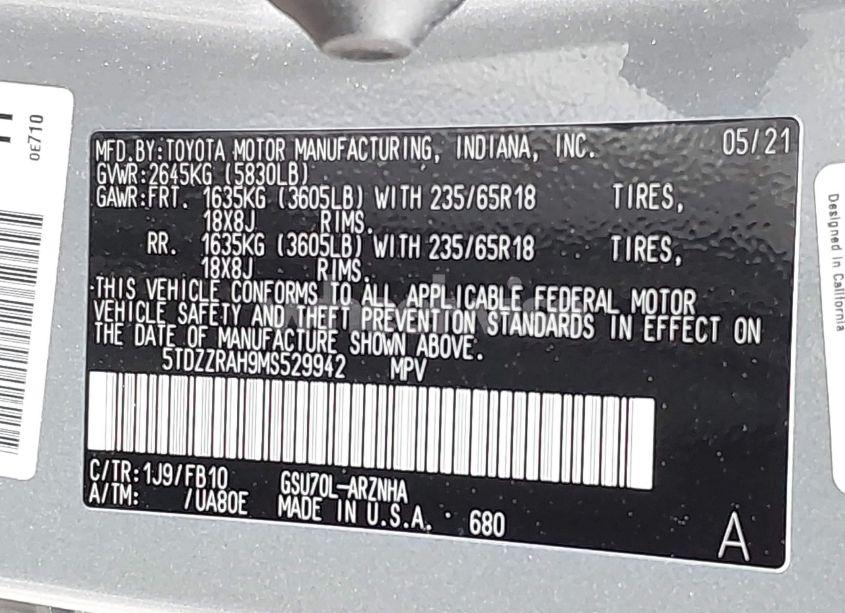 MFD.BY:TOYOTA MOTOR MANUFACTURING, INDIANA, INC. 05/21
GVWR:2645KG (5830LB)
GAWR:FRT. 1635KG (3605LB) WITH 235/65R18 TIRES,
18X8J RIMS.
RR. 1635KG (3605LB) WITH 235/65R18 TIRES,
18X8J RIMS.
THIS VEHICLE CONFORMS TO ALL APPLICABLE FEDERAL MOTOR
VEHICLE SAFETY AND THEFT PREVENTION STANDARDS IN EFFECT ON
THE DATE OF MANUFACTURE SHOWN ABOVE.
5TDZZRAH9MS529942 MPV
C/TR:1J9/FB10 GSU70L-ARZNHA
A/TM: /UA80E MADE IN U.S.A. 680
A
0E710
Designed in California